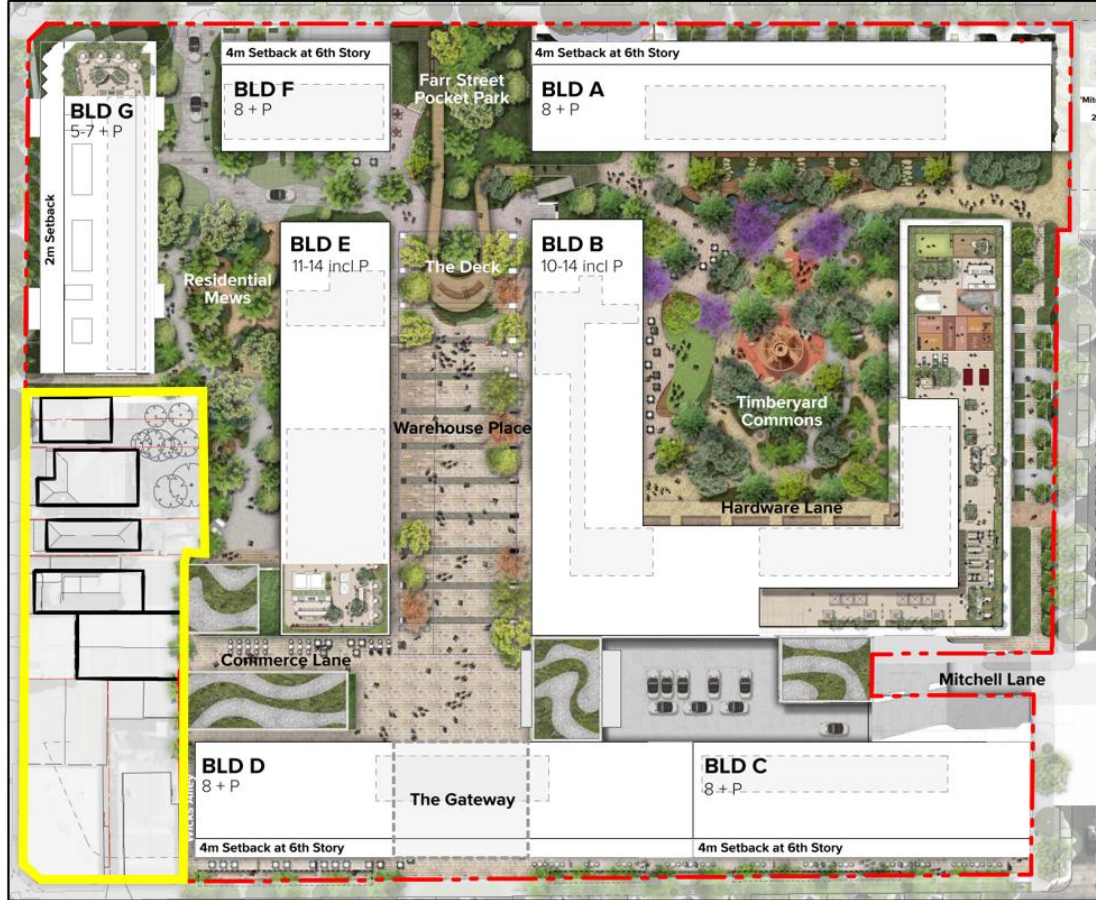 4m Setback at 6th Story
4m Setback at 6th Story
Farr Street
Pocket Park
BLD F
8 + P
BLD A
8 + P
BLD G
5-7 + P
2m Setback
BLD E
11-14 incl P
The Deck
BLD B
10-14 incl P
Residential
Mews
Timberyard
Commons
Warehouse Place
Hardware Lane
Commerce Lane
Mitchell Lane
Wicks Alley
BLD D
8 + P
BLD C
8 + P
The Gateway
4m Setback at 6th Story
4m Setback at 6th Story